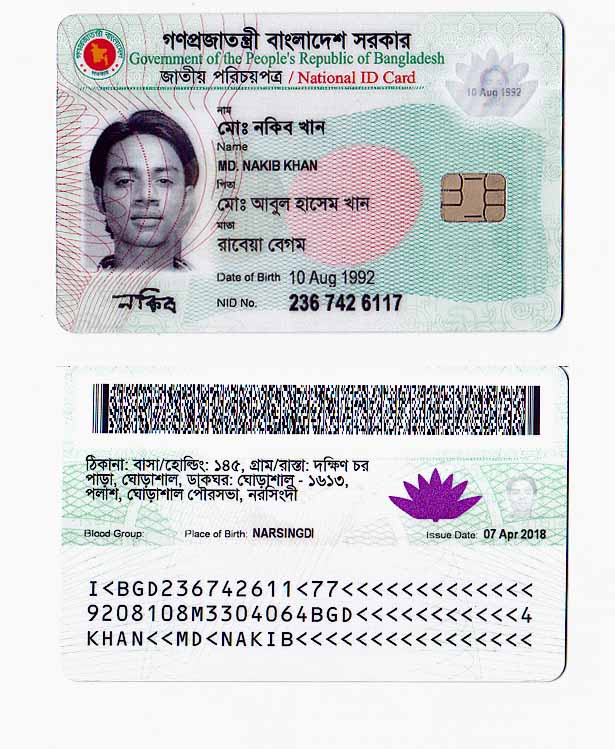 গণপ্রজাতন্ত্রী বাংলাদেশ সরকার
Government of the People's Republic of Bangladesh
জাতীয় পরিচয়পত্র / National ID Card
10 Aug 1992
নাম
মোঃ নকিব খান
Name
MD. NAKIB KHAN
পিতা
মোঃ আবুল হাসেম খান
মাতা
রাবেয়া বেগম
Date of Birth 10 Aug 1992
NID No. 236 742 6117
নকিব
ঠিকানা: বাসা/হোল্ডিং: ১৪৫, গ্রাম/রাস্তা: দক্ষিণ চর
পাড়া, ঘোড়াশাল, ডাকঘর: ঘোড়াশাল - ১৬১৩,
পলাশ, ঘোড়াশাল পৌরসভা, নরসিংদী
Blood Group: Place of Birth: NARSINGDI Issue Date: 07 Apr 2018
I<BGD236742611<77<<<<<<<<<<<<<
9208108M3304064BGD<<<<<<<<<<<4
KHAN<<MD<NAKIB<<<<<<<<<<<<<<<<